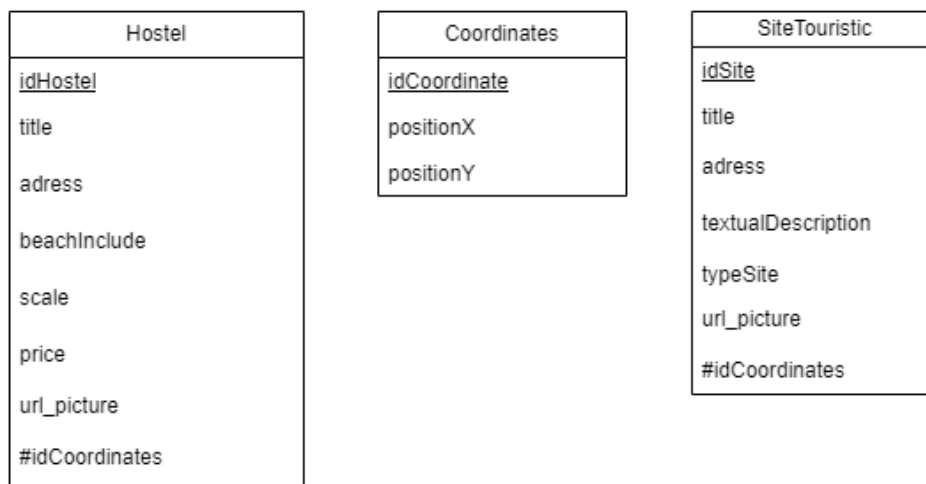 Hostel
idHostel
title
adress
beachInclude
scale
price
url_picture
#idCoordinates
Coordinates
idCoordinate
positionX
positionY
SiteTouristic
idSite
title
adress
textualDescription
typeSite
url_picture
#idCoordinates